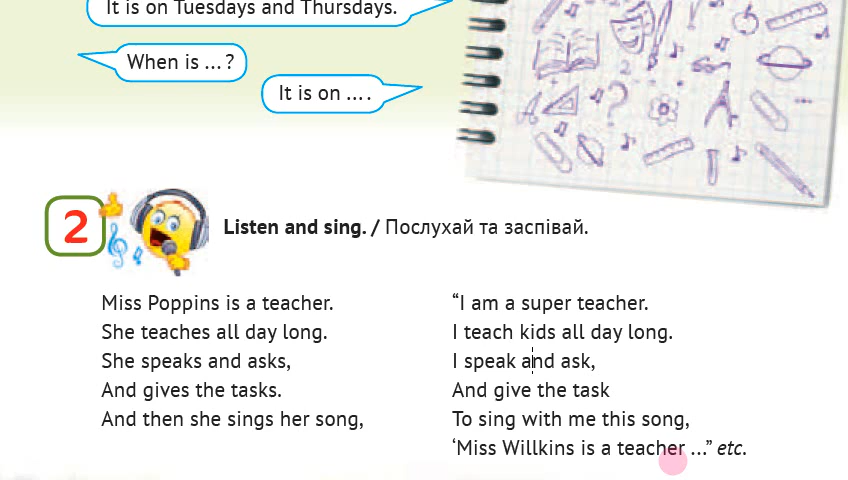 It is on Tuesdays and Thursdays.
When is ... ?
It is on ... .
2
Listen and sing. / Послухай та заспівай.
Miss Poppins is a teacher.
She teaches all day long.
She speaks and asks,
And gives the tasks.
And then she sings her song,
“I am a super teacher.
I teach kids all day long.
I speak and ask,
And give the task
To sing with me this song,
‘Miss Willkins is a teacher ...” etc.